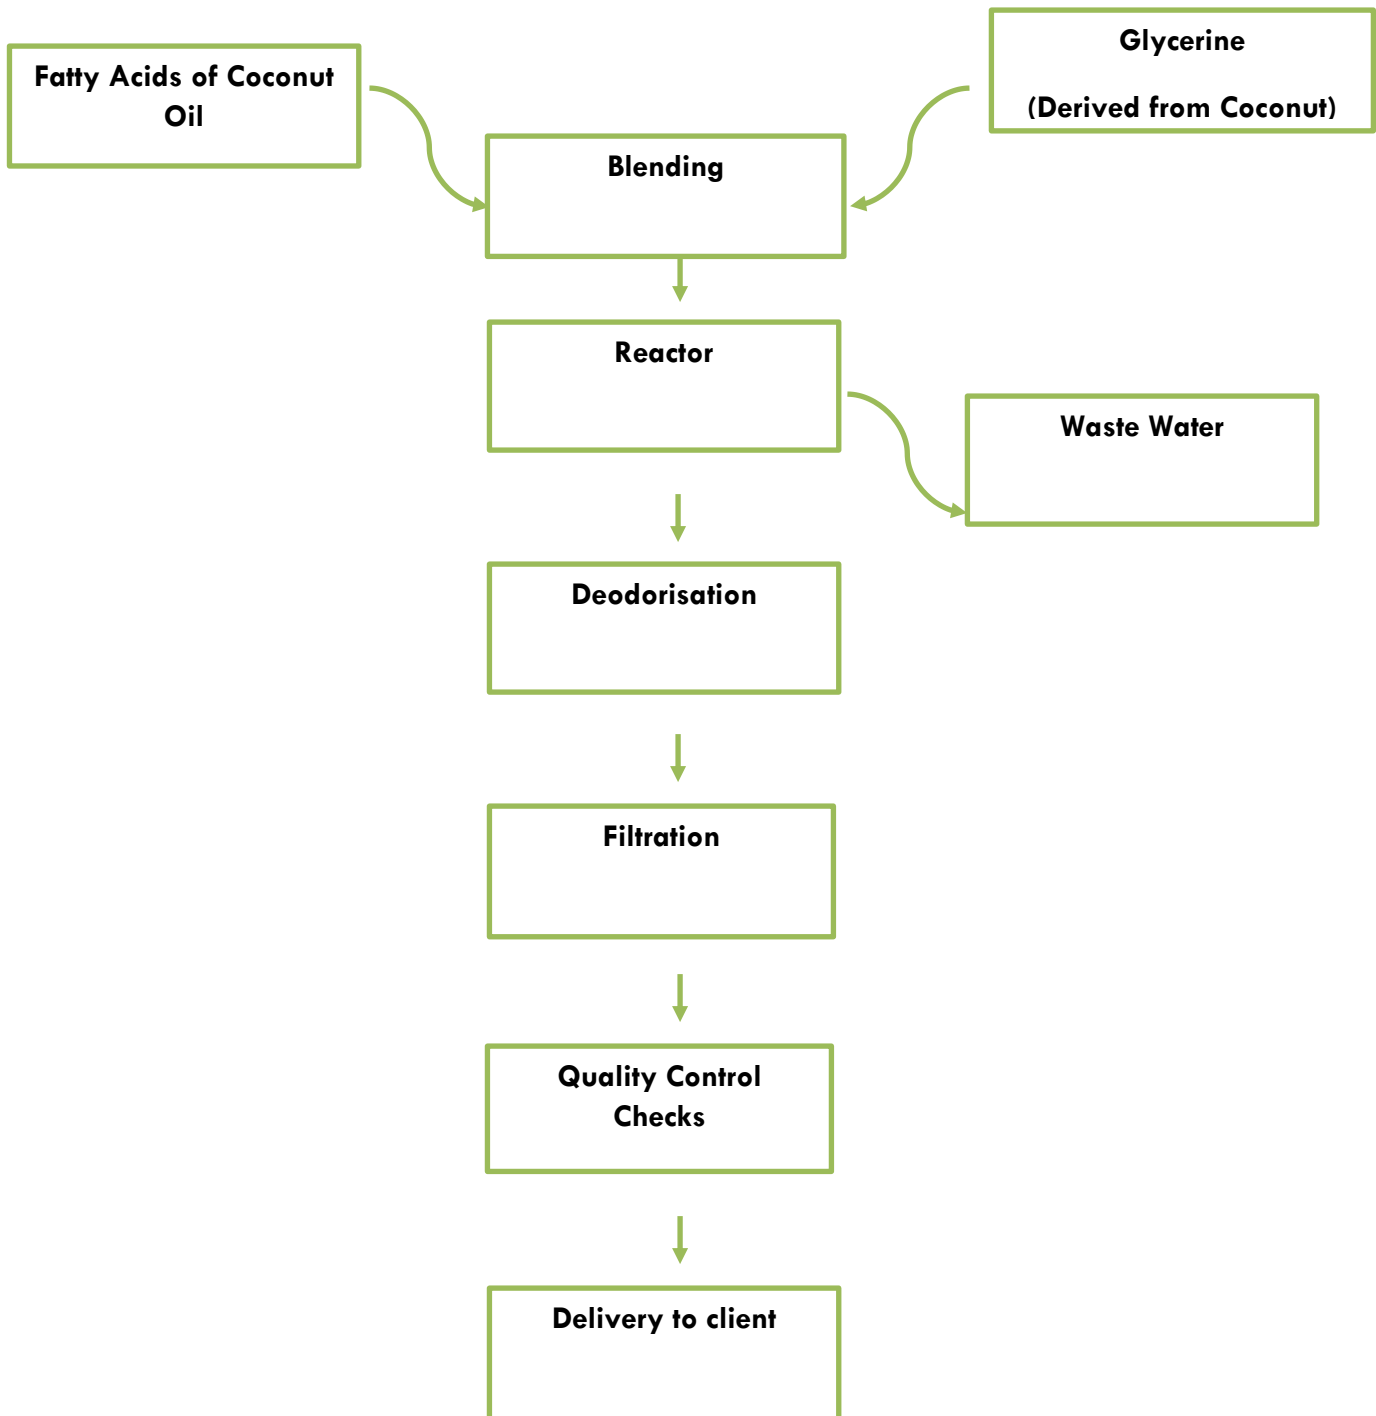 Fatty Acids of Coconut
Oil
Glycerine
(Derived from Coconut)
Blending
Reactor
Waste Water
Deodorisation
Filtration
Quality Control
Checks
Delivery to client